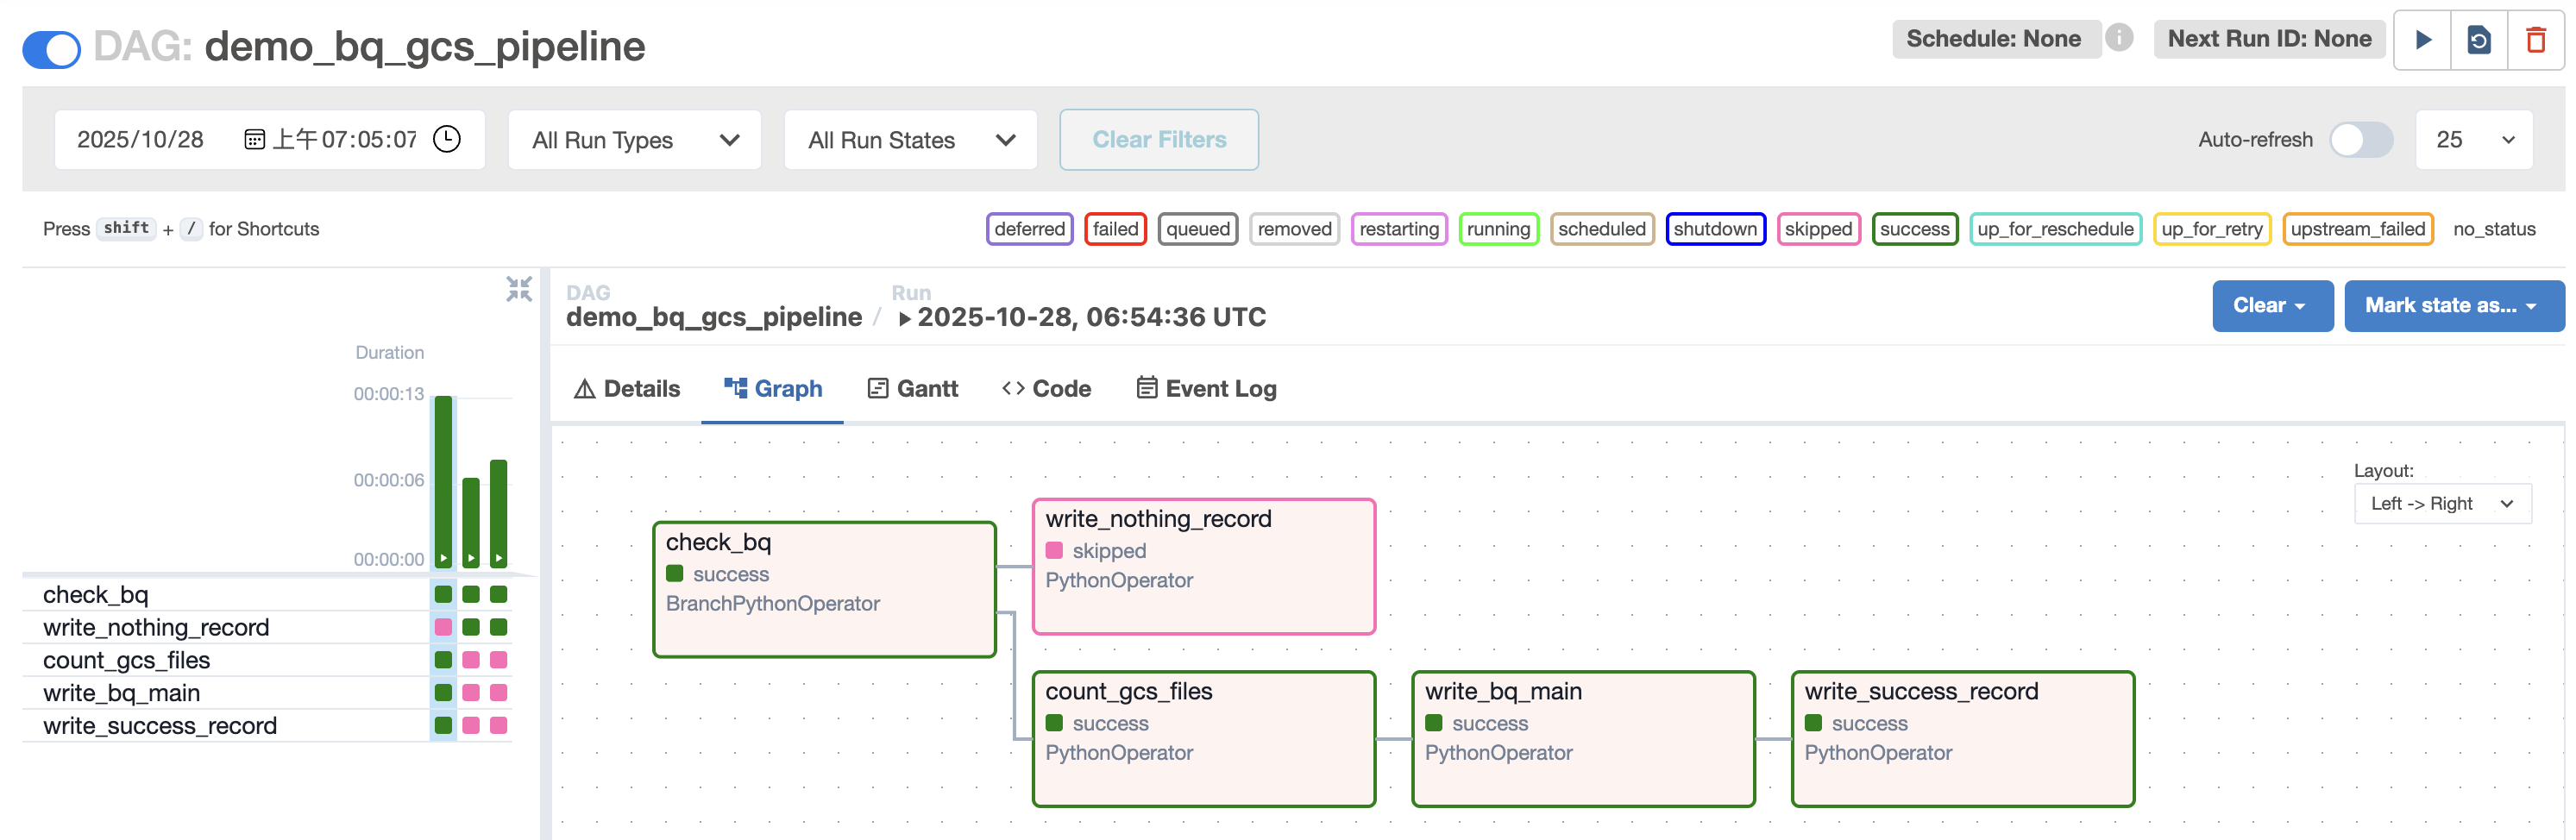 DAG: demo_bq_gcs_pipeline
Schedule: None
Next Run ID: None
2025/10/28 上午 07:05:07
All Run Types
All Run States
Clear Filters
Auto-refresh
25
Press shift + / for Shortcuts
deferred
failed
queued
removed
restarting
running
scheduled
shutdown
skipped
success
up_for_reschedule
up_for_retry
upstream_failed
no_status
Duration
00:00:13
00:00:06
00:00:00
check_bq
write_nothing_record
count_gcs_files
write_bq_main
write_success_record
DAG
demo_bq_gcs_pipeline /
Run
2025-10-28, 06:54:36 UTC
Clear
Mark state as...
Details
Graph
Gantt
Code
Event Log
Layout:
Left -> Right
check_bq
success
BranchPythonOperator
write_nothing_record
skipped
PythonOperator
count_gcs_files
success
PythonOperator
write_bq_main
success
PythonOperator
write_success_record
success
PythonOperator